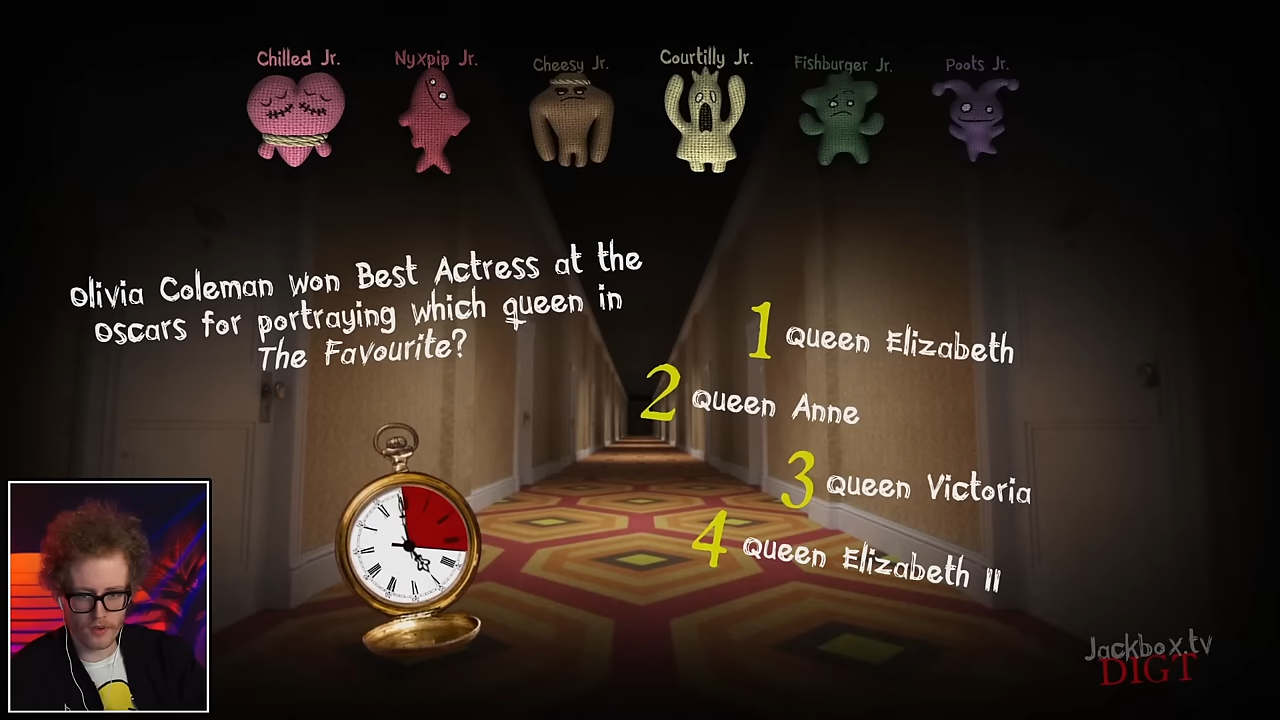 Chilled Jr.
Nyxpip Jr.
Cheesy Jr.
Courtilly Jr.
Fishburger Jr.
Poots Jr.
Olivia Coleman won Best Actress at the
Oscars for portraying which queen in
The Favourite?
1 Queen Elizabeth
2 Queen Anne
3 Queen Victoria
4 Queen Elizabeth II
Jackbox.tv
DIGT